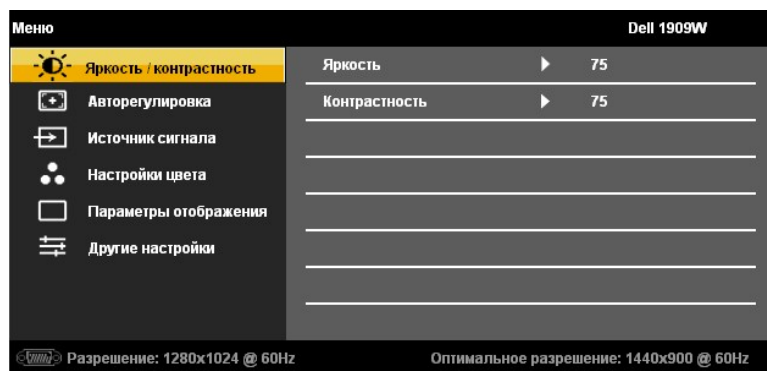 Меню Dell 1909W
Яркость / контрастность Яркость 75
Авторегулировка Контрастность 75
Источник сигнала
Настройки цвета
Параметры отображения
Другие настройки
Разрешение: 1280x1024 @ 60Hz Оптимальное разрешение: 1440x900 @ 60Hz